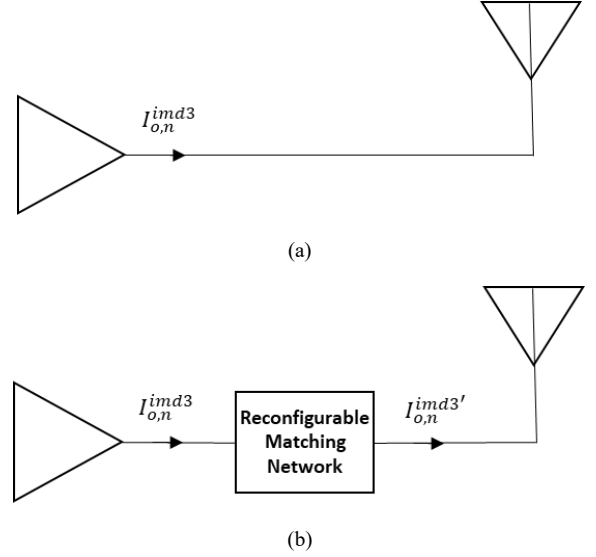 I_{o,n}^{imd3}
(a)
I_{o,n}^{imd3}
Reconfigurable
Matching
Network
I_{o,n}^{imd3'}
(b)